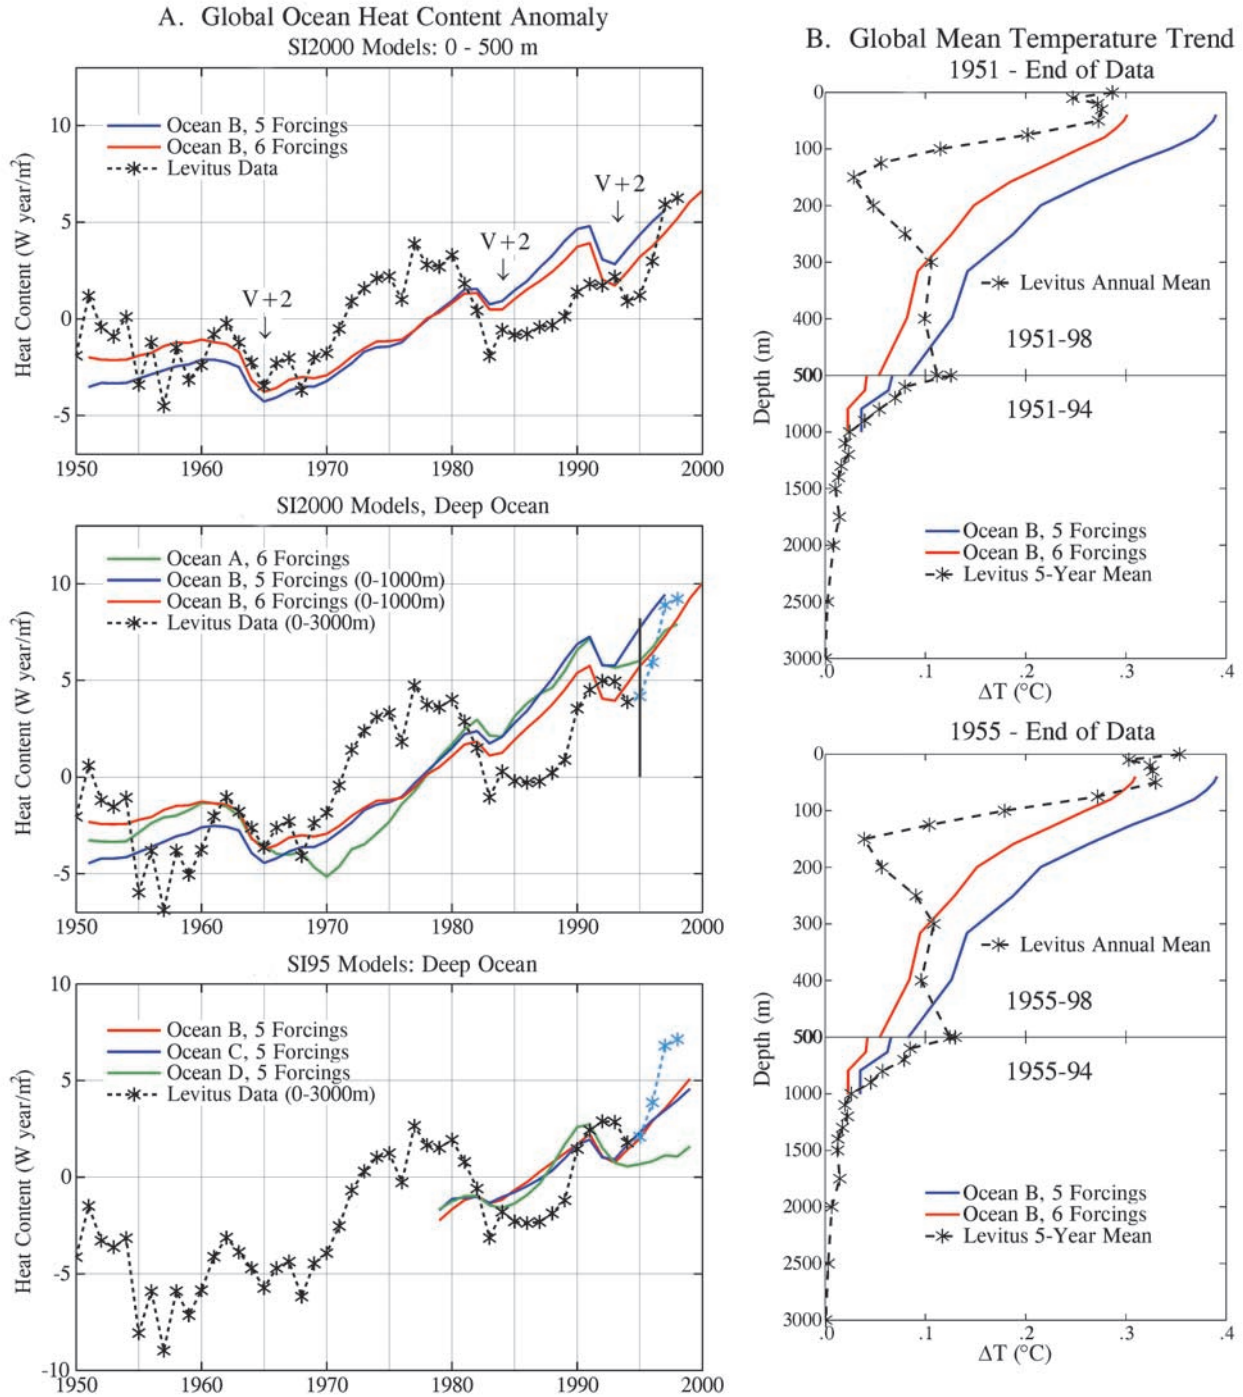 A. Global Ocean Heat Content Anomaly
SI2000 Models: 0 - 500 m
Heat Content (W year/m²)
10
5
0
-5
Ocean B, 5 Forcings
Ocean B, 6 Forcings
Levitus Data
V+2
V+2
V+2
1950 1960 1970 1980 1990 2000
SI2000 Models, Deep Ocean
Heat Content (W year/m²)
10
5
0
-5
Ocean A, 6 Forcings
Ocean B, 5 Forcings (0-1000m)
Ocean B, 6 Forcings (0-1000m)
Levitus Data (0-3000m)
1950 1960 1970 1980 1990 2000
SI95 Models: Deep Ocean
Heat Content (W year/m²)
10
5
0
-5
-10
Ocean B, 5 Forcings
Ocean C, 5 Forcings
Ocean D, 5 Forcings
Levitus Data (0-3000m)
1950 1960 1970 1980 1990 2000
B. Global Mean Temperature Trend
1951 - End of Data
Depth (m)
0
100
200
300
400
500
1000
1500
2000
2500
3000
Levitus Annual Mean
1951-98
1951-94
Ocean B, 5 Forcings
Ocean B, 6 Forcings
Levitus 5-Year Mean
.0 .1 .2 .3 .4
ΔT (°C)
1955 - End of Data
Depth (m)
0
100
200
300
400
500
1000
1500
2000
2500
3000
Levitus Annual Mean
1955-98
1955-94
Ocean B, 5 Forcings
Ocean B, 6 Forcings
Levitus 5-Year Mean
.0 .1 .2 .3 .4
ΔT (°C)